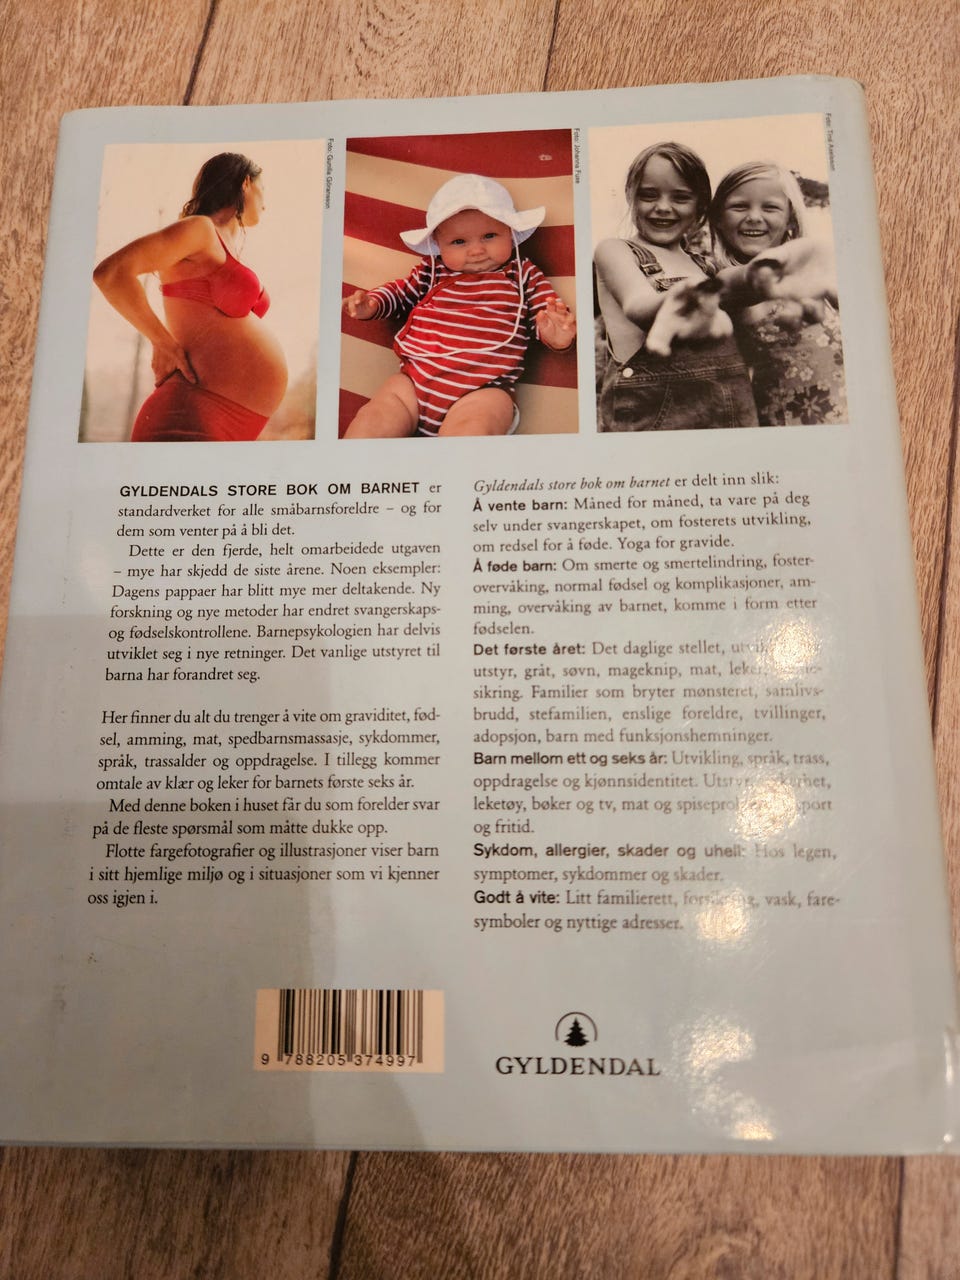 Foto: Gunilla Göransson
Foto: Johanna Fuxe
GYLDENDALS STORE BOK OM BARNET er
standardverket for alle småbarnsforeldre – og for
dem som venter på å bli det.
Dette er den fjerde, helt omarbeidede utgaven
– mye har skjedd de siste årene. Noen eksempler:
Dagens pappaer har blitt mye mer deltakende. Ny
forskning og nye metoder har endret svangerskaps-
og fødselskontrollene. Barnepsykologien har delvis
utviklet seg i nye retninger. Det vanlige utstyret til
barna har forandret seg.
Her finner du alt du trenger å vite om graviditet, fød-
sel, amming, mat, spedbarnsmassasje, sykdommer,
språk, trassalder og oppdragelse. I tillegg kommer
omtale av klær og leker for barnets første seks år.
Med denne boken i huset får du som forelder svar
på de fleste spørsmål som måtte dukke opp.
Flotte fargefotografier og illustrasjoner viser barn
i sitt hjemlige miljø og i situasjoner som vi kjenner
oss igjen i.
Gyldendals store bok om barnet er delt inn slik:
Å vente barn: Måned for måned, ta vare på deg
selv under svangerskapet, om fosterets utvikling,
om redsel for å føde. Yoga for gravide.
Å føde barn: Om smerte og smertelindring, foster-
overvåking, normal fødsel og komplikasjoner, am-
ming, overvåking av barnet, komme i form etter
fødselen.
Det første året: Det daglige stellet,
utstyr, gråt, søvn, mageknip, mat,
sikring. Familier som bryter mønsteret, samlivs-
brudd, stefamilien, enslige foreldre, tvillinger,
adopsjon, barn med funksjonshemninger.
Barn mellom ett og seks år: Utvikling, språk, trass,
oppdragelse og kjønnsidentitet.
leketøy, bøker og tv, mat og
og fritid.
Sykdom, allergier, skader og uhell: Hos legen,
symptomer, sykdommer og skader.
Godt å vite: Litt familierett, forsikring, vask, fare-
symboler og nyttige adresser.
9 788205 374997
GYLDENDAL